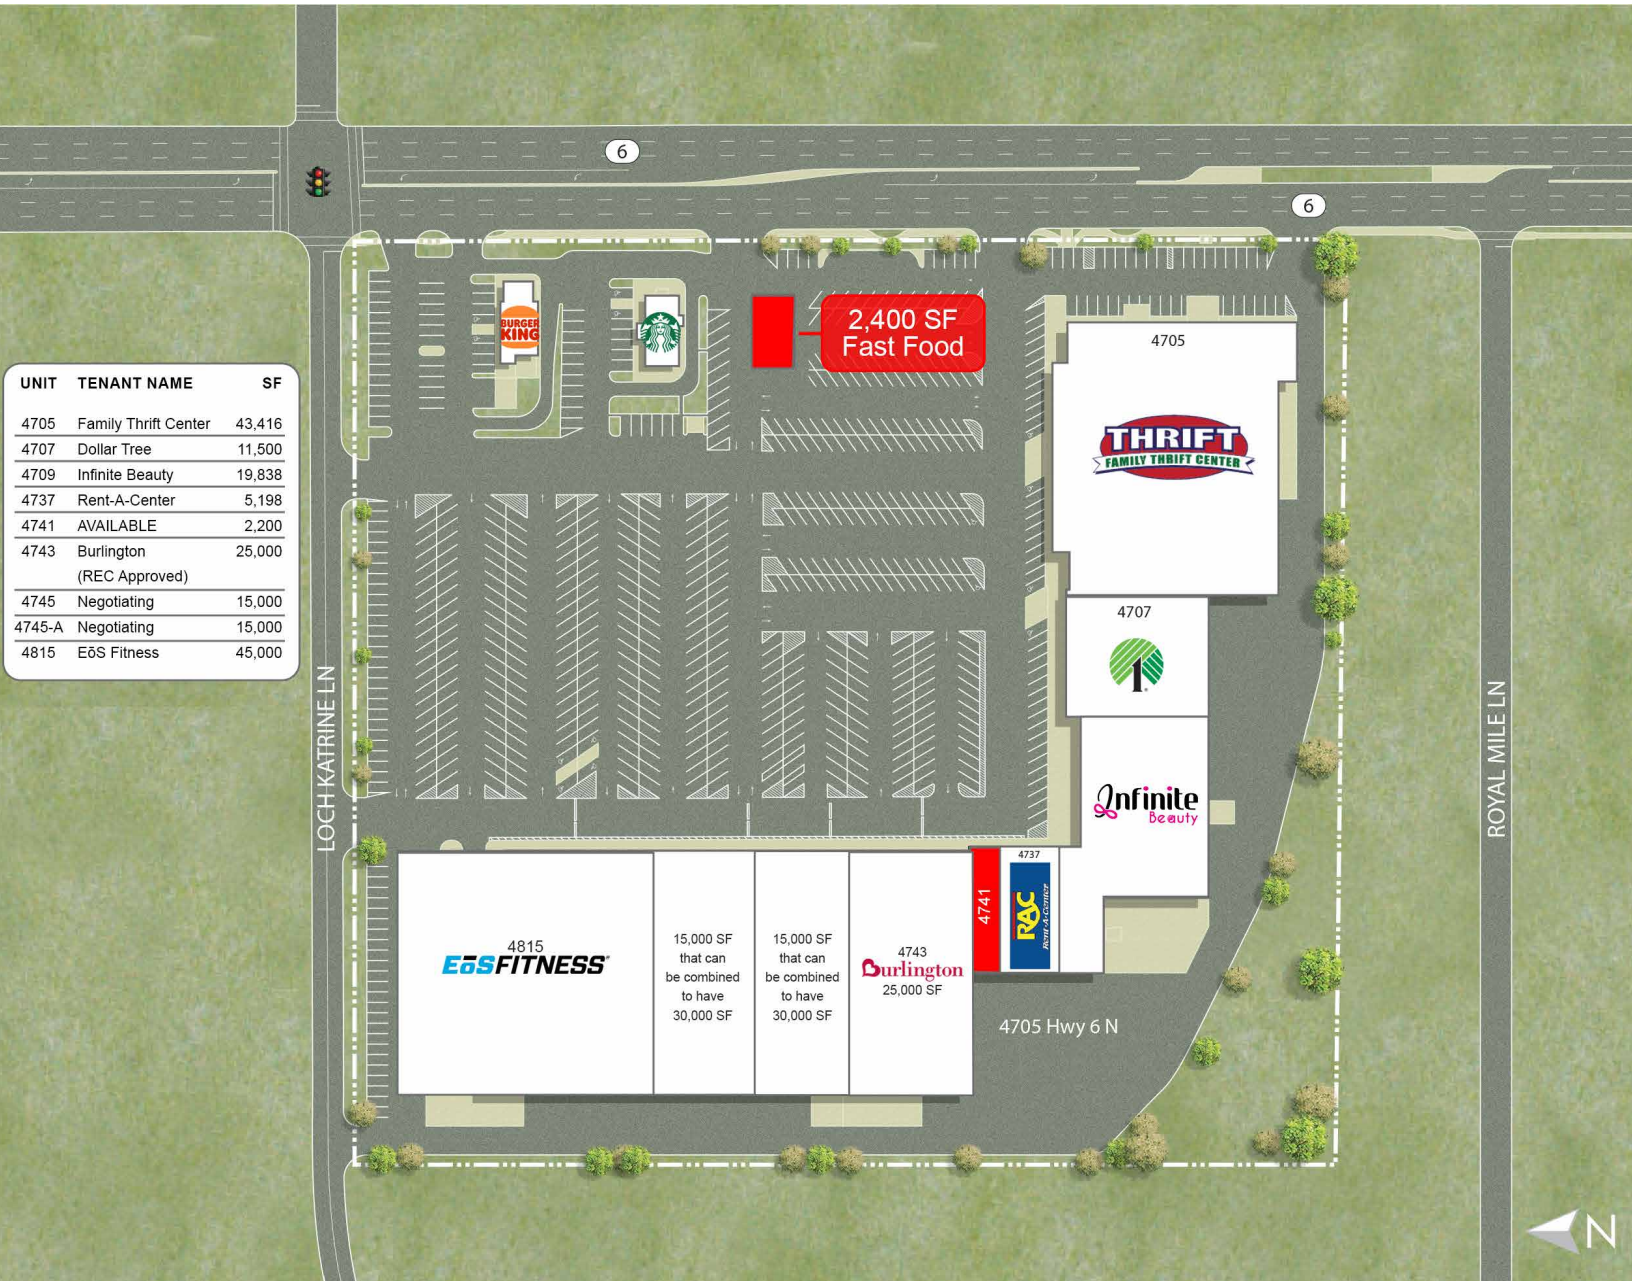 6
6
BURGER
KING
2,400 SF
Fast Food
UNIT TENANT NAME SF
4705 Family Thrift Center 43,416
4707 Dollar Tree 11,500
4709 Infinite Beauty 19,838
4737 Rent-A-Center 5,198
4741 AVAILABLE 2,200
4743 Burlington 25,000
(REC Approved)
4745 Negotiating 15,000
4745-A Negotiating 15,000
4815 EōS Fitness 45,000
4705
THRIFT
FAMILY THRIFT CENTER
4707
1
Infinite
Beauty
LOCH KATRINE LN
ROYAL MILE LN
4815
EōS FITNESS
15,000 SF
that can
be combined
to have
30,000 SF
15,000 SF
that can
be combined
to have
30,000 SF
4743
Burlington
25,000 SF
4741
4737
RAC
Rent-A-Center
4705 Hwy 6 N
N